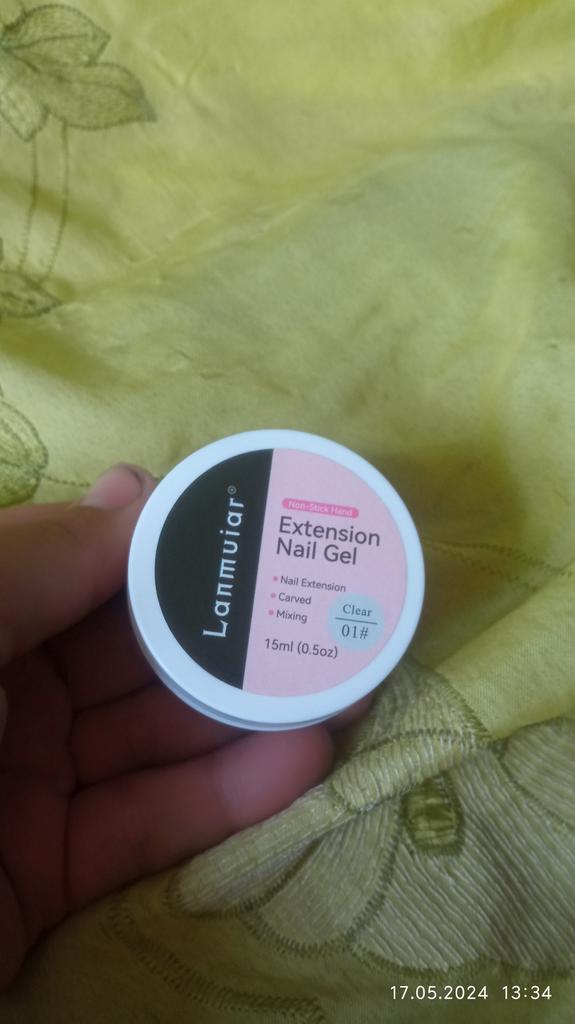 Lanmuiar®
Non-Stick Hand
Extension
Nail Gel
• Nail Extension
• Carved
• Mixing
Clear
01#
15ml (0.5oz)
17.05.2024 13:34